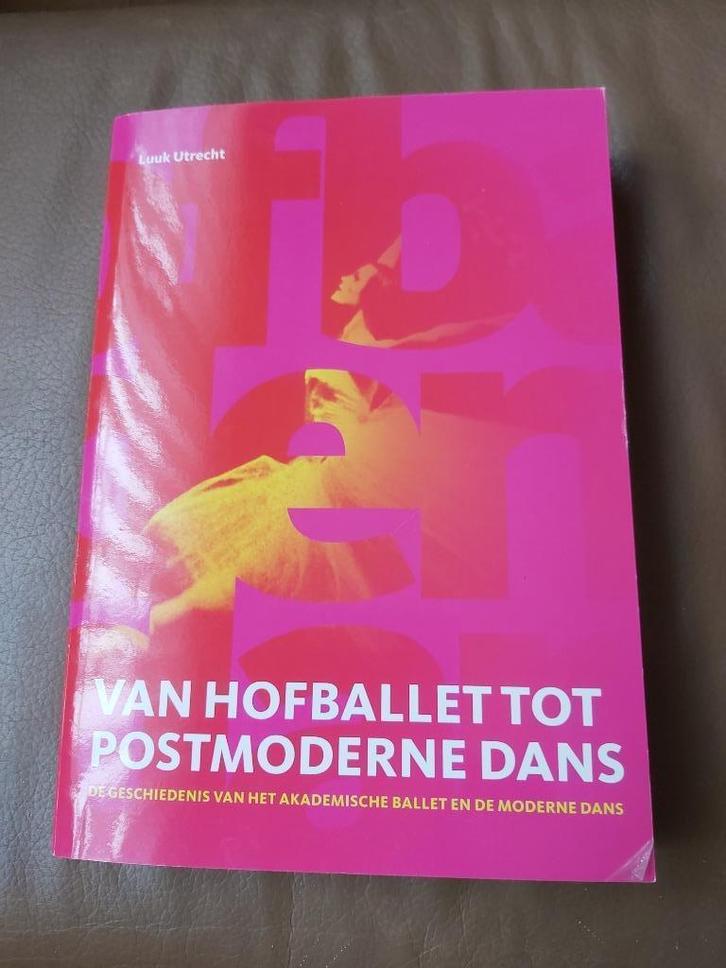 Luuk Utrecht
VAN HOFBALLET TOT
POSTMODERNE DANS
DE GESCHIEDENIS VAN HET AKADEMISCHE BALLET EN DE MODERNE DANS